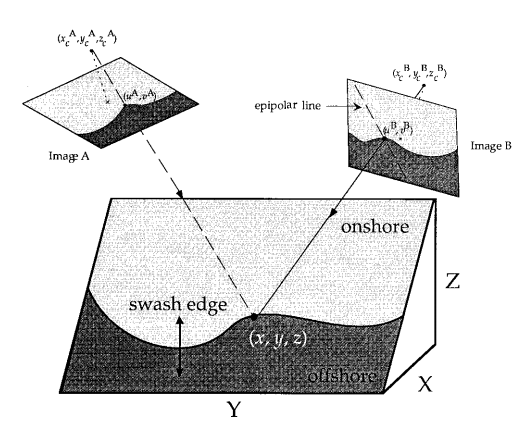 (x_c^A, y_c^A, z_c^A)
(x_c^B, y_c^B, z_c^B)
(u^A, v^A)
epipolar line
(u^B, v^B)
Image A
Image B
onshore
Z
swash edge
(x, y, z)
offshore
X
Y